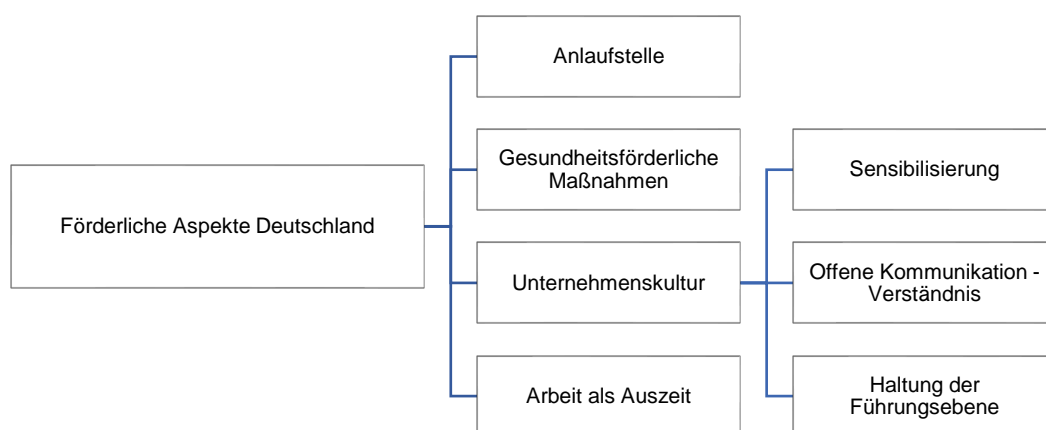 Förderliche Aspekte Deutschland
Anlaufstelle
Gesundheitsförderliche
Maßnahmen
Unternehmenskultur
Arbeit als Auszeit
Sensibilisierung
Offene Kommunikation -
Verständnis
Haltung der
Führungsebene